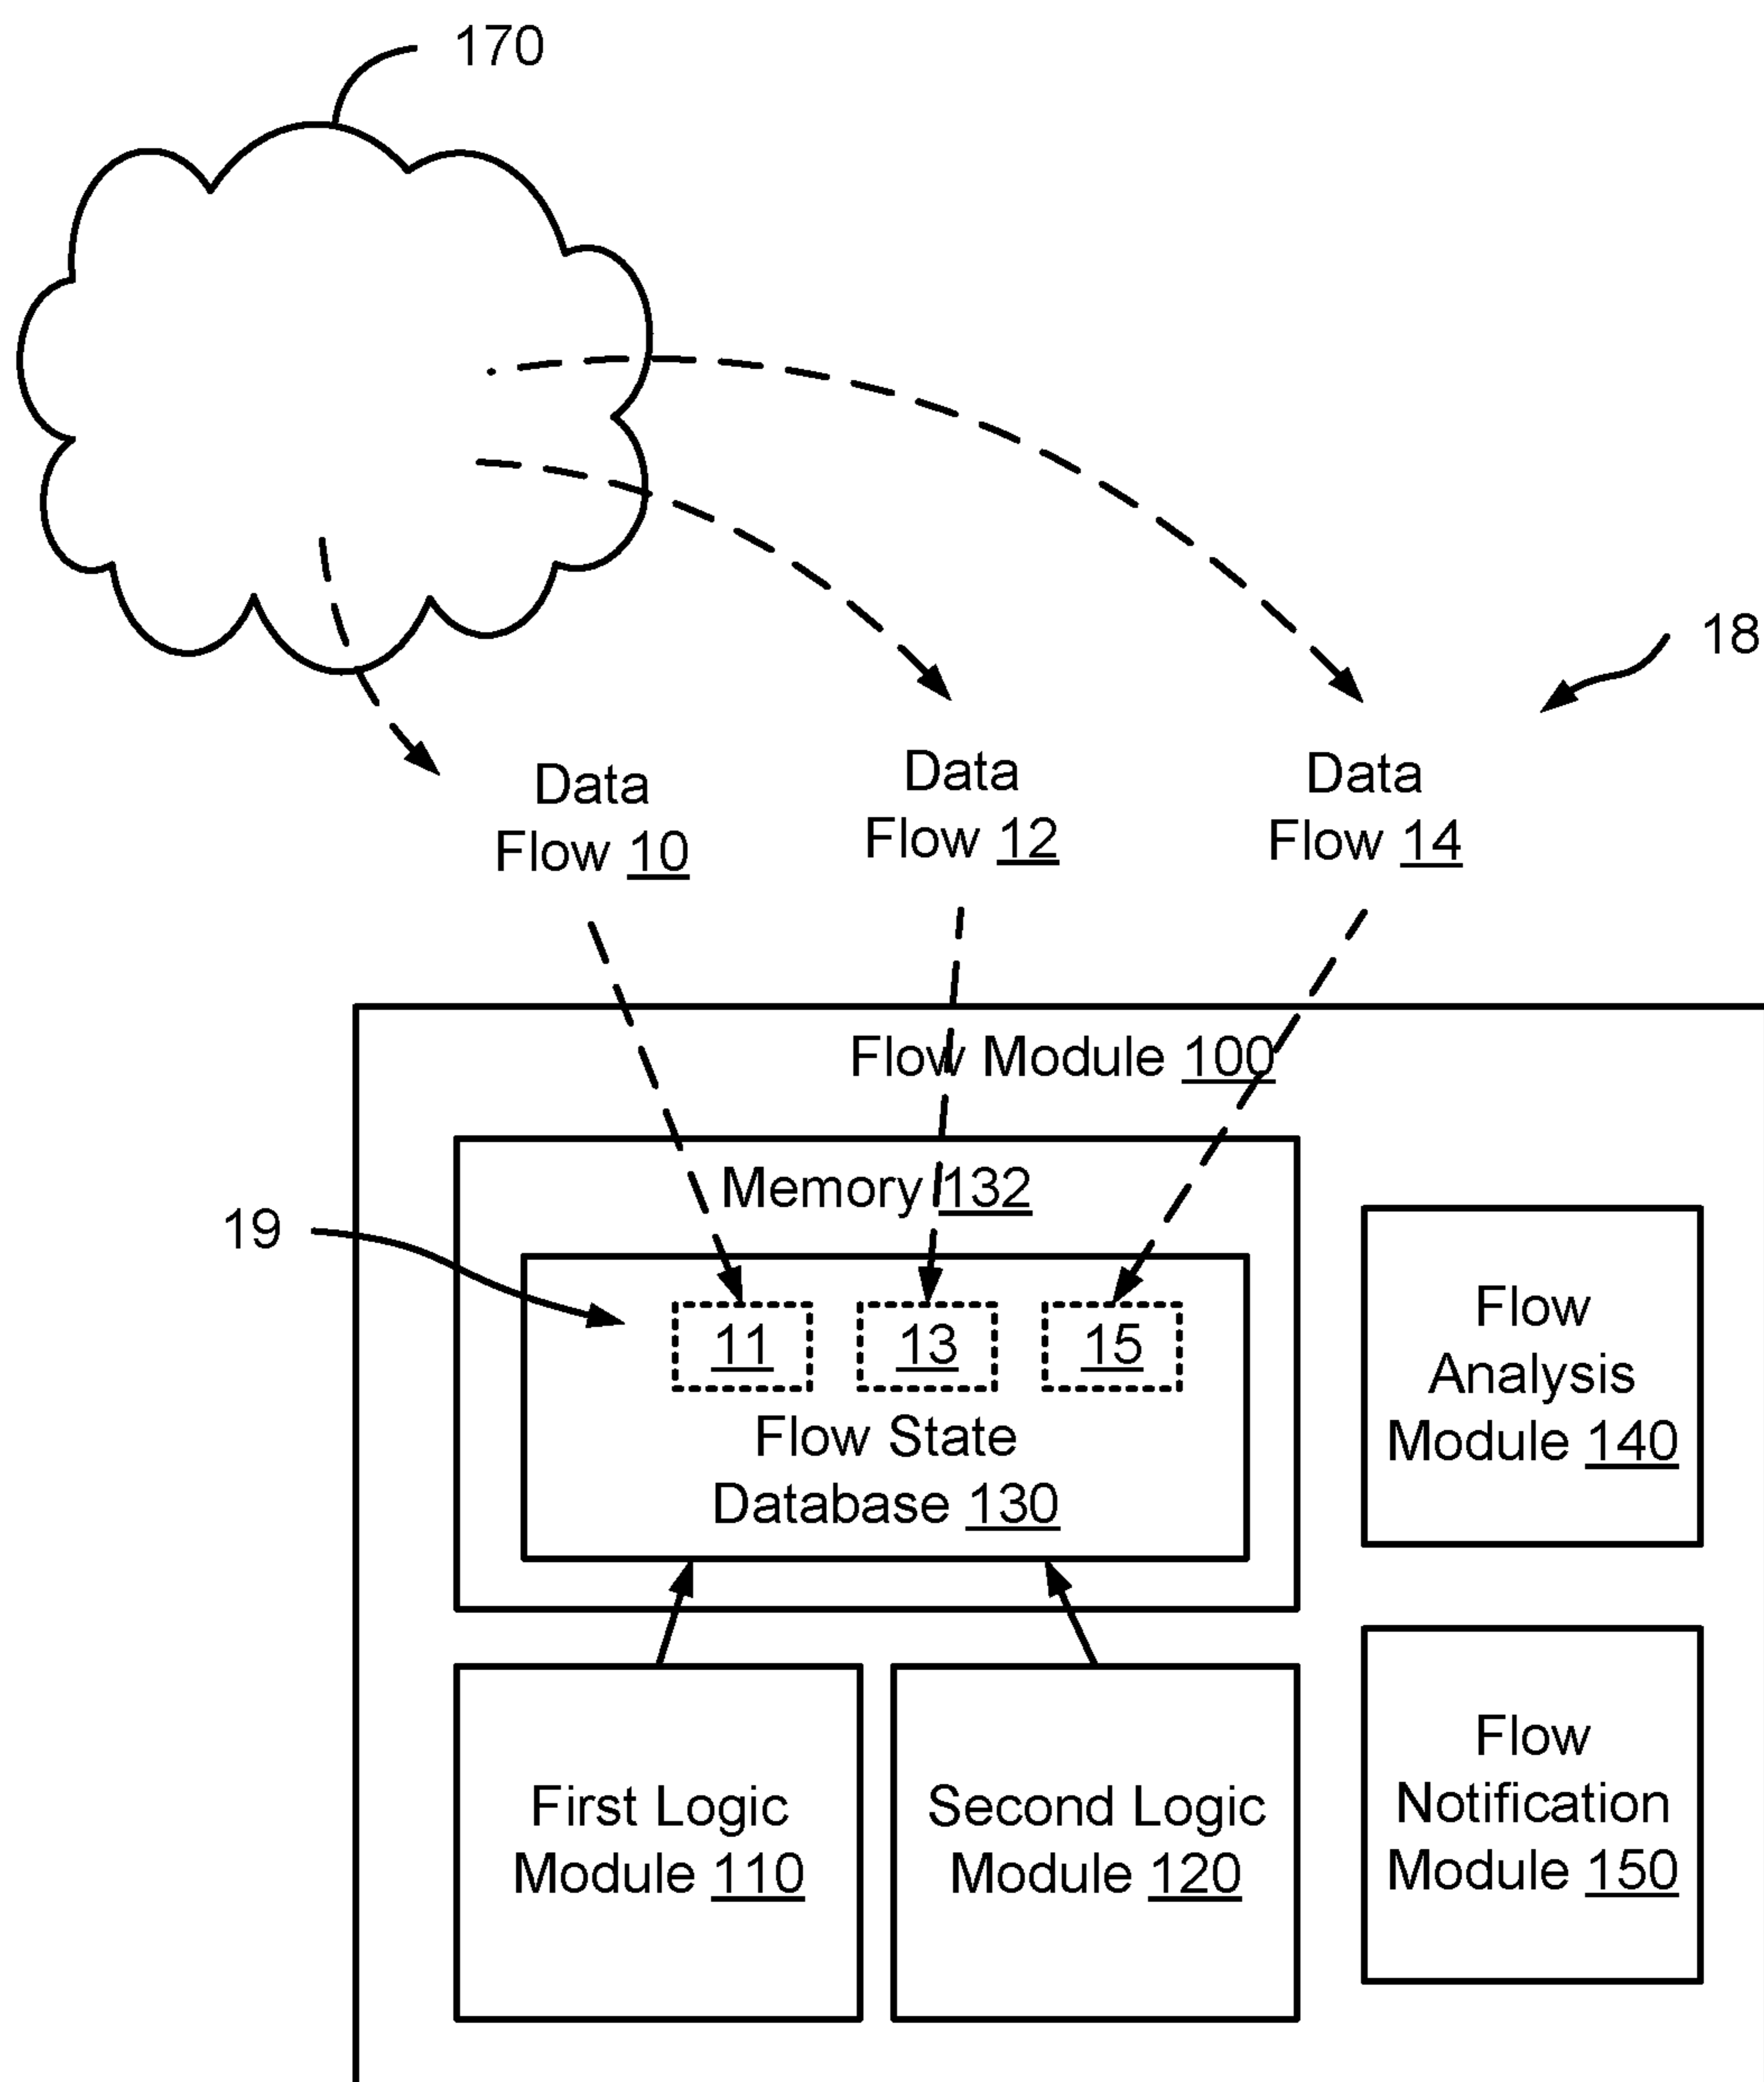 170
18
Data
Flow 10
Data
Flow 12
Data
Flow 14
Flow Module 100
Memory 132
19
11
13
15
Flow State
Database 130
Flow
Analysis
Module 140
First Logic
Module 110
Second Logic
Module 120
Flow
Notification
Module 150